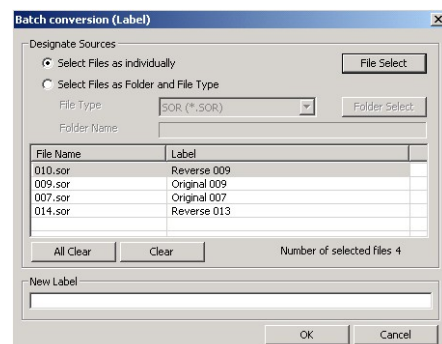 Batch conversion (Label)
Designate Sources
Select Files as individually
File Select
Select Files as Folder and File Type
File Type
SOR (*.SOR)
Folder Select
Folder Name
File Name Label
010.sor Reverse 009
009.sor Original 009
007.sor Original 007
014.sor Reverse 013
All Clear Clear Number of selected files 4
New Label
OK Cancel